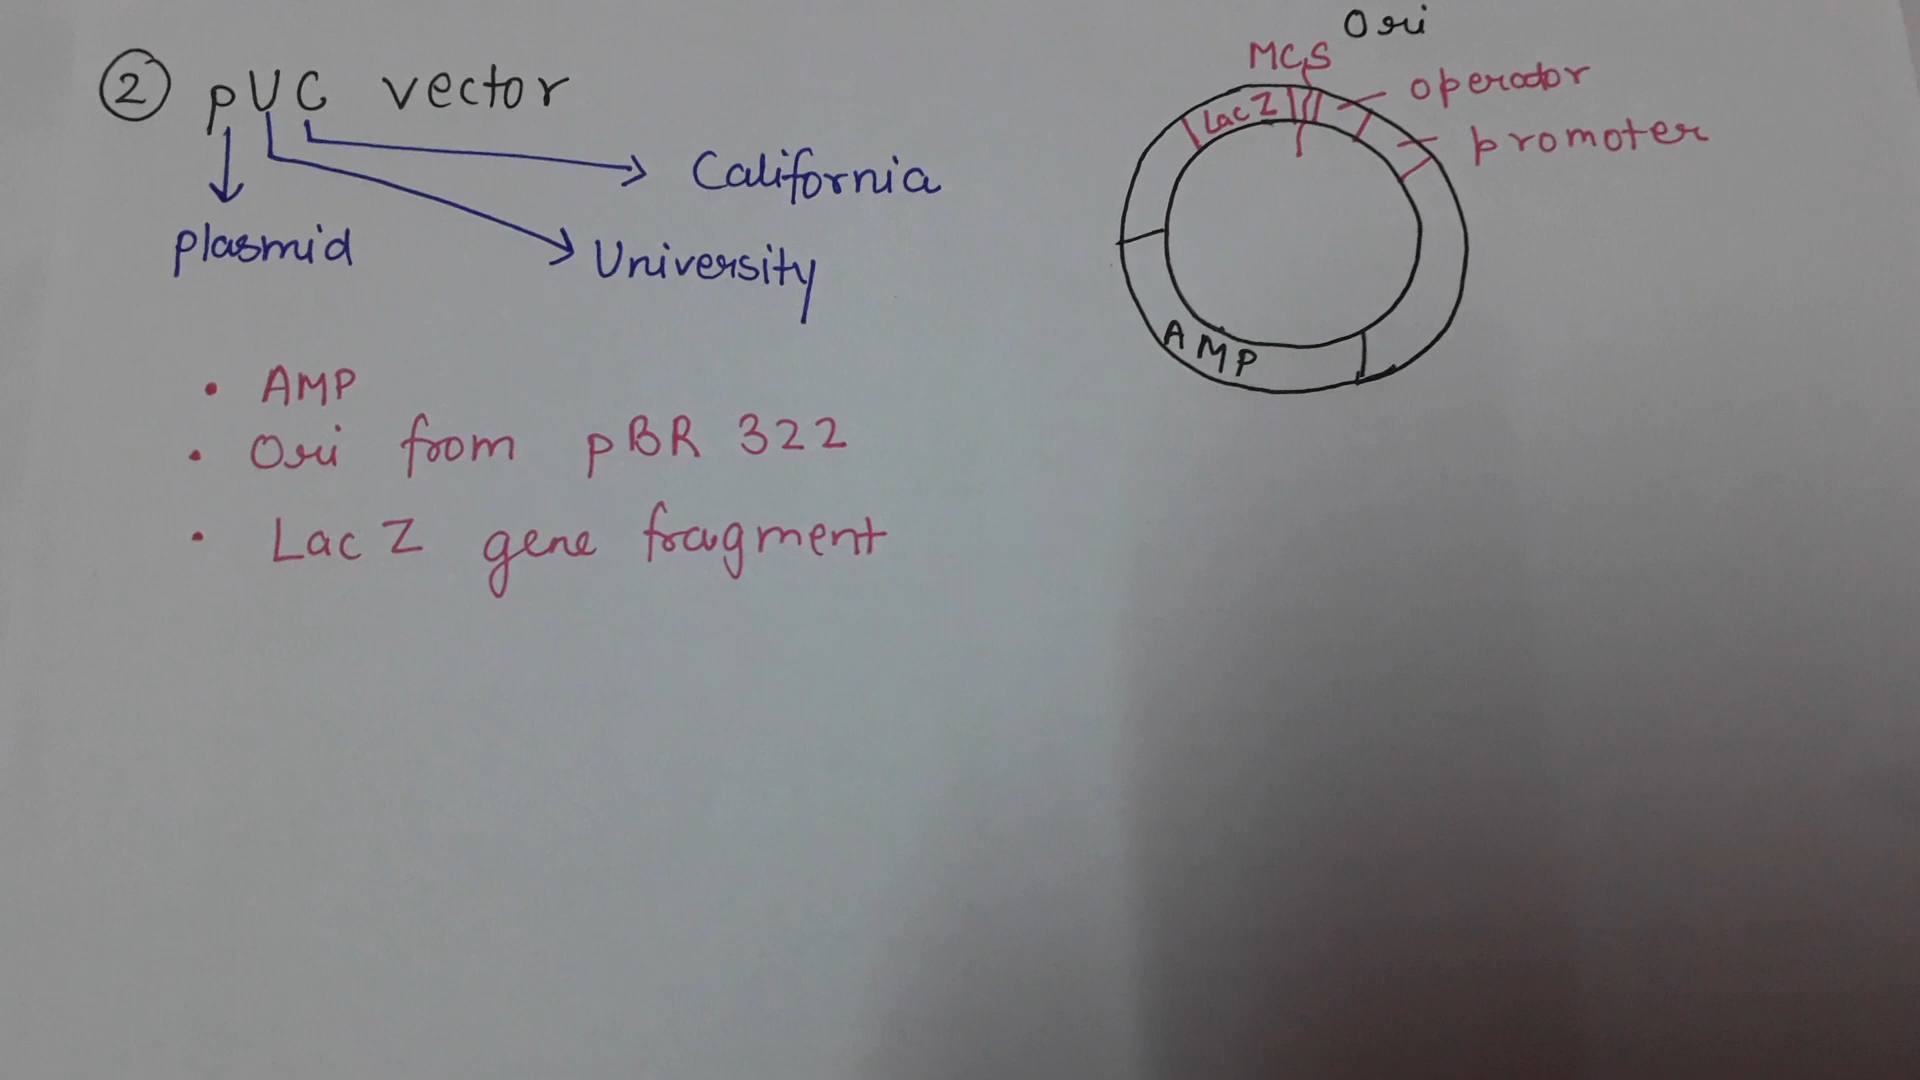 ② pUC vector
California
plasmid
University
• AMP
• Ori from pBR 322
• Lac Z gene fragment
Ori
MCS
operator
Lac Z
promoter
AMP